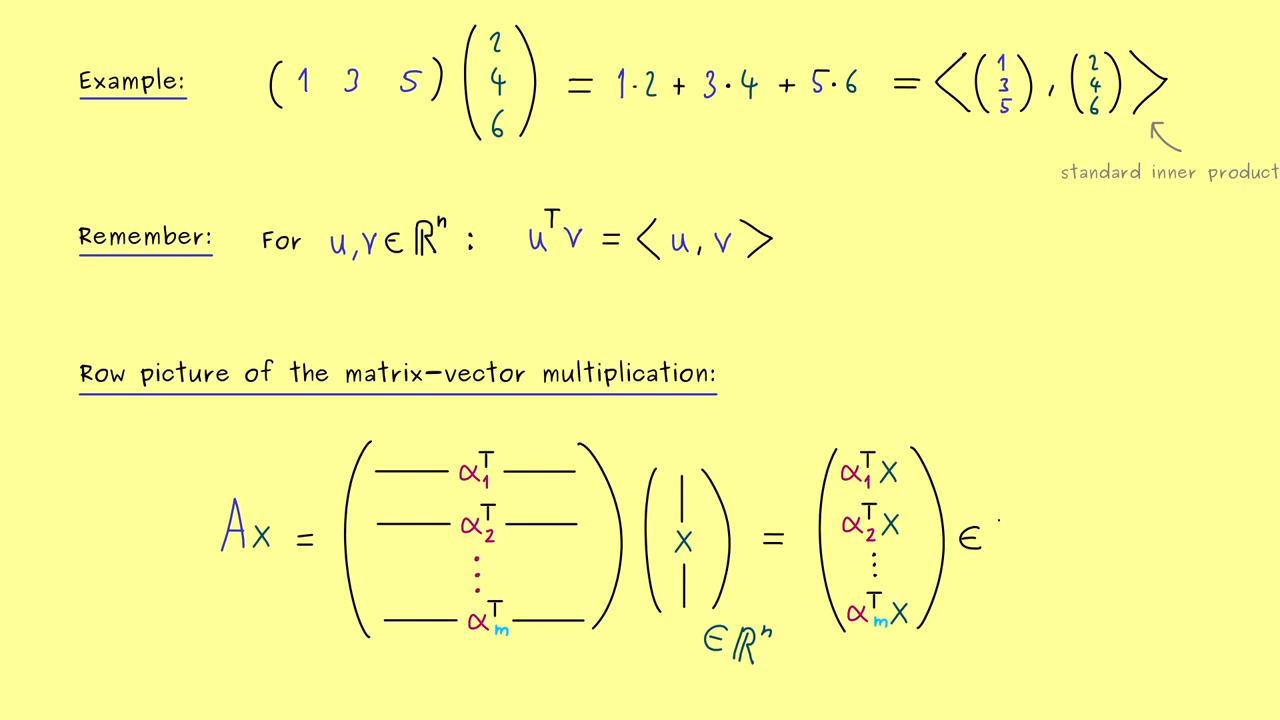 Example: ( 1 3 5 ) ( 2 4 6 ) = 1·2 + 3·4 + 5·6 = < ( 1 3 5 ) , ( 2 4 6 ) >
standard inner product
Remember: For u,v ∈ ℝⁿ : uᵀv = < u, v >
Row picture of the matrix-vector multiplication:
Ax = ( — α₁ᵀ — — α₂ᵀ — ⋮ — αₘᵀ — ) ( | x | ) = ( α₁ᵀx α₂ᵀx ⋮ αₘᵀx ) ∈
∈ ℝⁿ